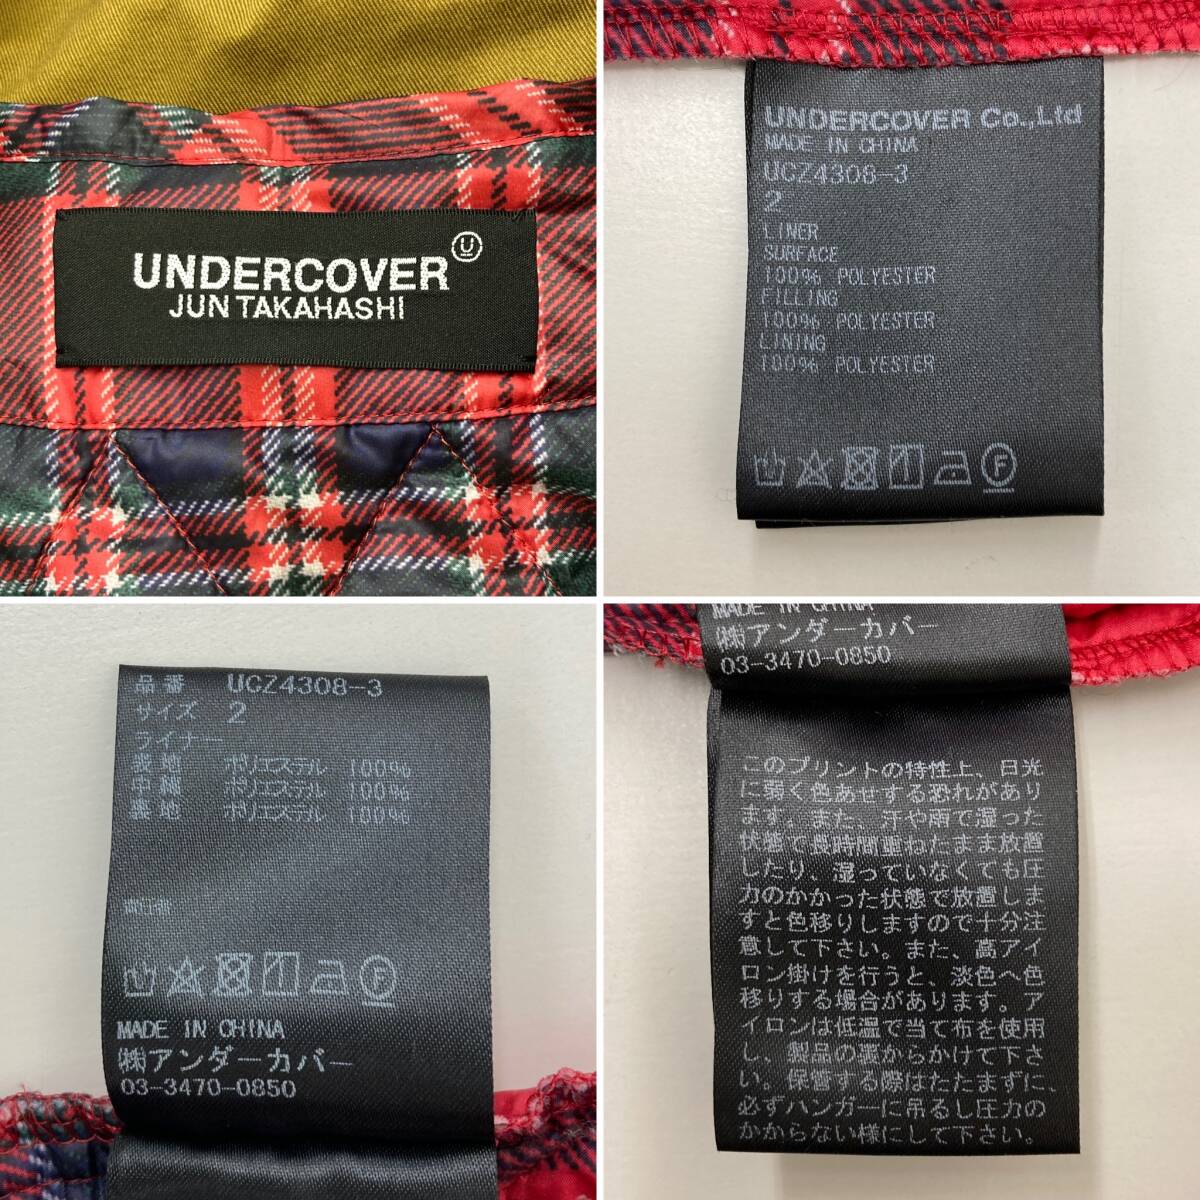 UNDERCOVER
JUN TAKAHASHI
UNDERCOVER Co.,Ltd
MADE IN CHINA
UCZ4308-3
2
LINER
SURFACE
100% POLYESTER
FILLING
100% POLYESTER
LINING
100% POLYESTER
品番 UCZ4308-3
サイズ 2
ライナー
表地 ポリエステル 100%
中綿 ポリエステル 100%
裏地 ポリエステル 100%
MADE IN CHINA
㈱アンダーカバー
03-3470-0850
MADE IN CHINA
㈱アンダーカバー
03-3470-0850
このプリントの特性上、日光
に弱く色あせする恐れがあり
ます。また、汗や雨で湿った
状態で長時間重ねたまま放置
したり、湿っていなくても圧
力のかかった状態で放置しま
すと色移りしますので十分注
意して下さい。また、高アイ
ロン掛けを行うと、淡色へ色
移りする場合があります。ア
イロンは低温で当て布を使用
し、製品の裏からかけて下さ
い。保管する際はたたまずに、
必ずハンガーに吊るし圧力の
かからない様にして下さい。